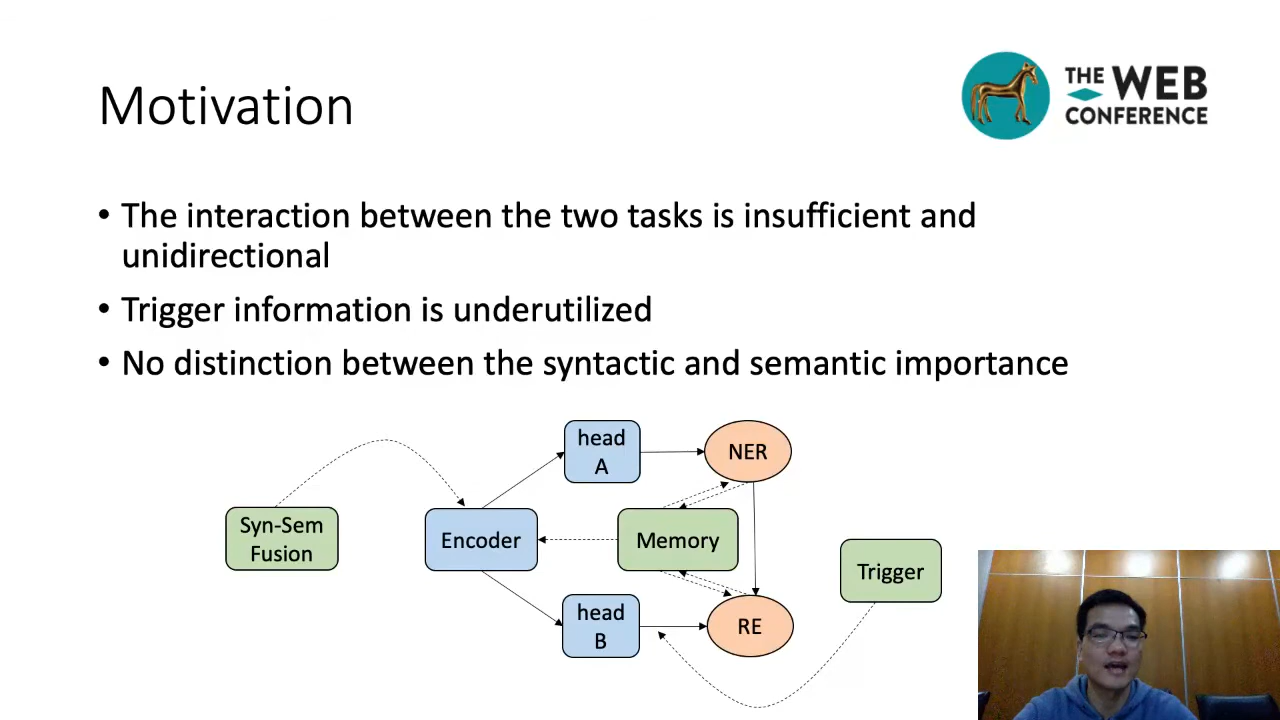 Motivation
THE WEB
CONFERENCE
• The interaction between the two tasks is insufficient and
unidirectional
• Trigger information is underutilized
• No distinction between the syntactic and semantic importance
head
A
NER
Syn-Sem
Fusion
Encoder
Memory
Trigger
head
B
RE